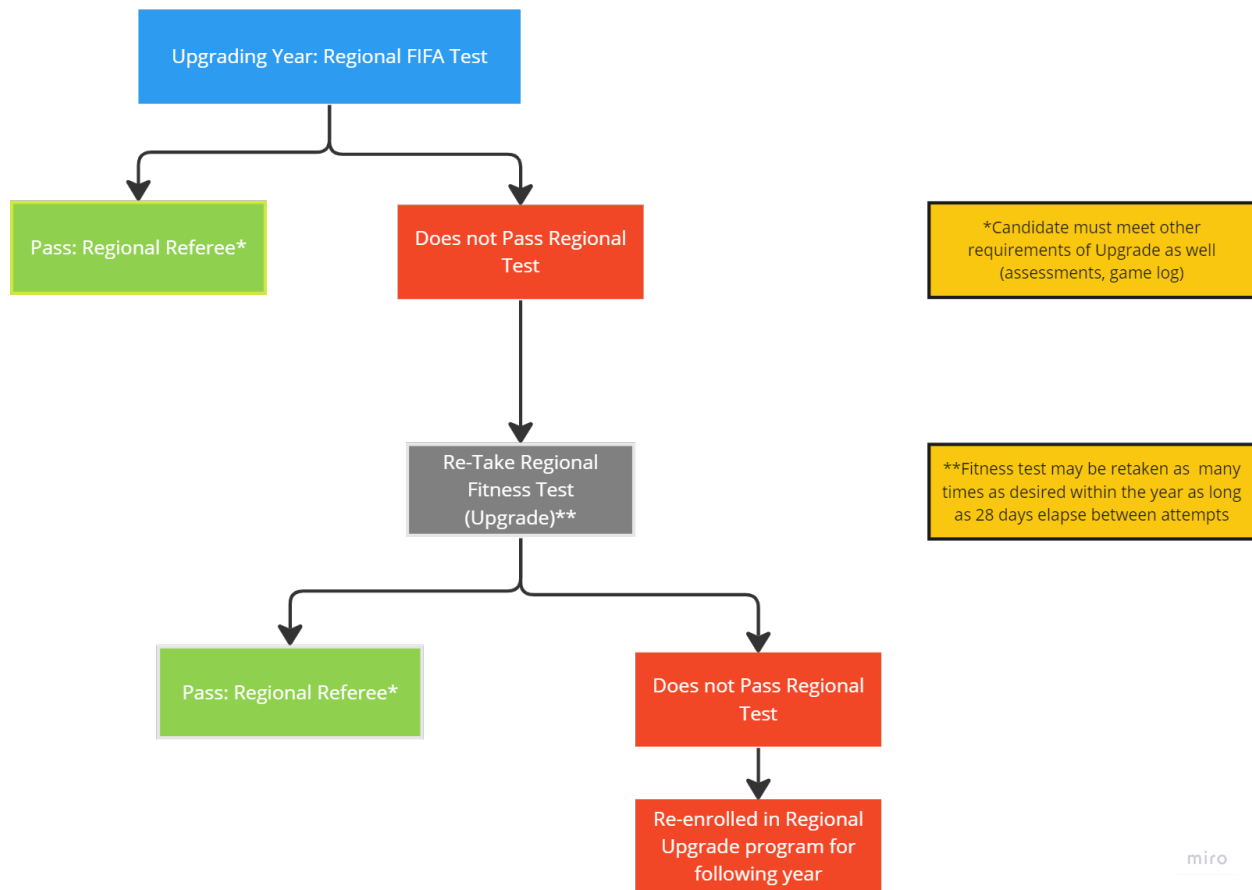 Upgrading Year: Regional FIFA Test
Pass: Regional Referee*
Does not Pass Regional
Test
*Candidate must meet other
requirements of Upgrade as well
(assessments, game log)
Re-Take Regional
Fitness Test
(Upgrade)**
**Fitness test may be retaken as many
times as desired within the year as long
as 28 days elapse between attempts
Pass: Regional Referee*
Does not Pass Regional
Test
Re-enrolled in Regional
Upgrade program for
following year
miro